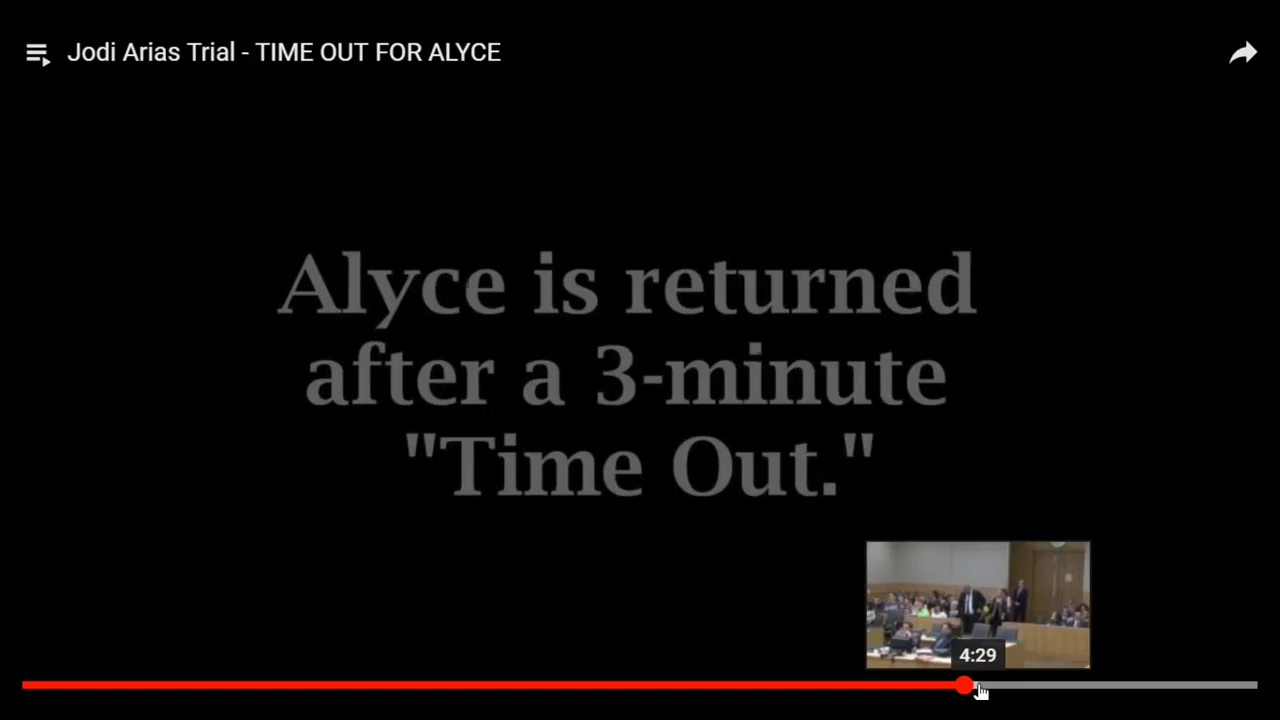 Jodi Arias Trial - TIME OUT FOR ALYCE
Alyce is returned
after a 3-minute
"Time Out."
4:29